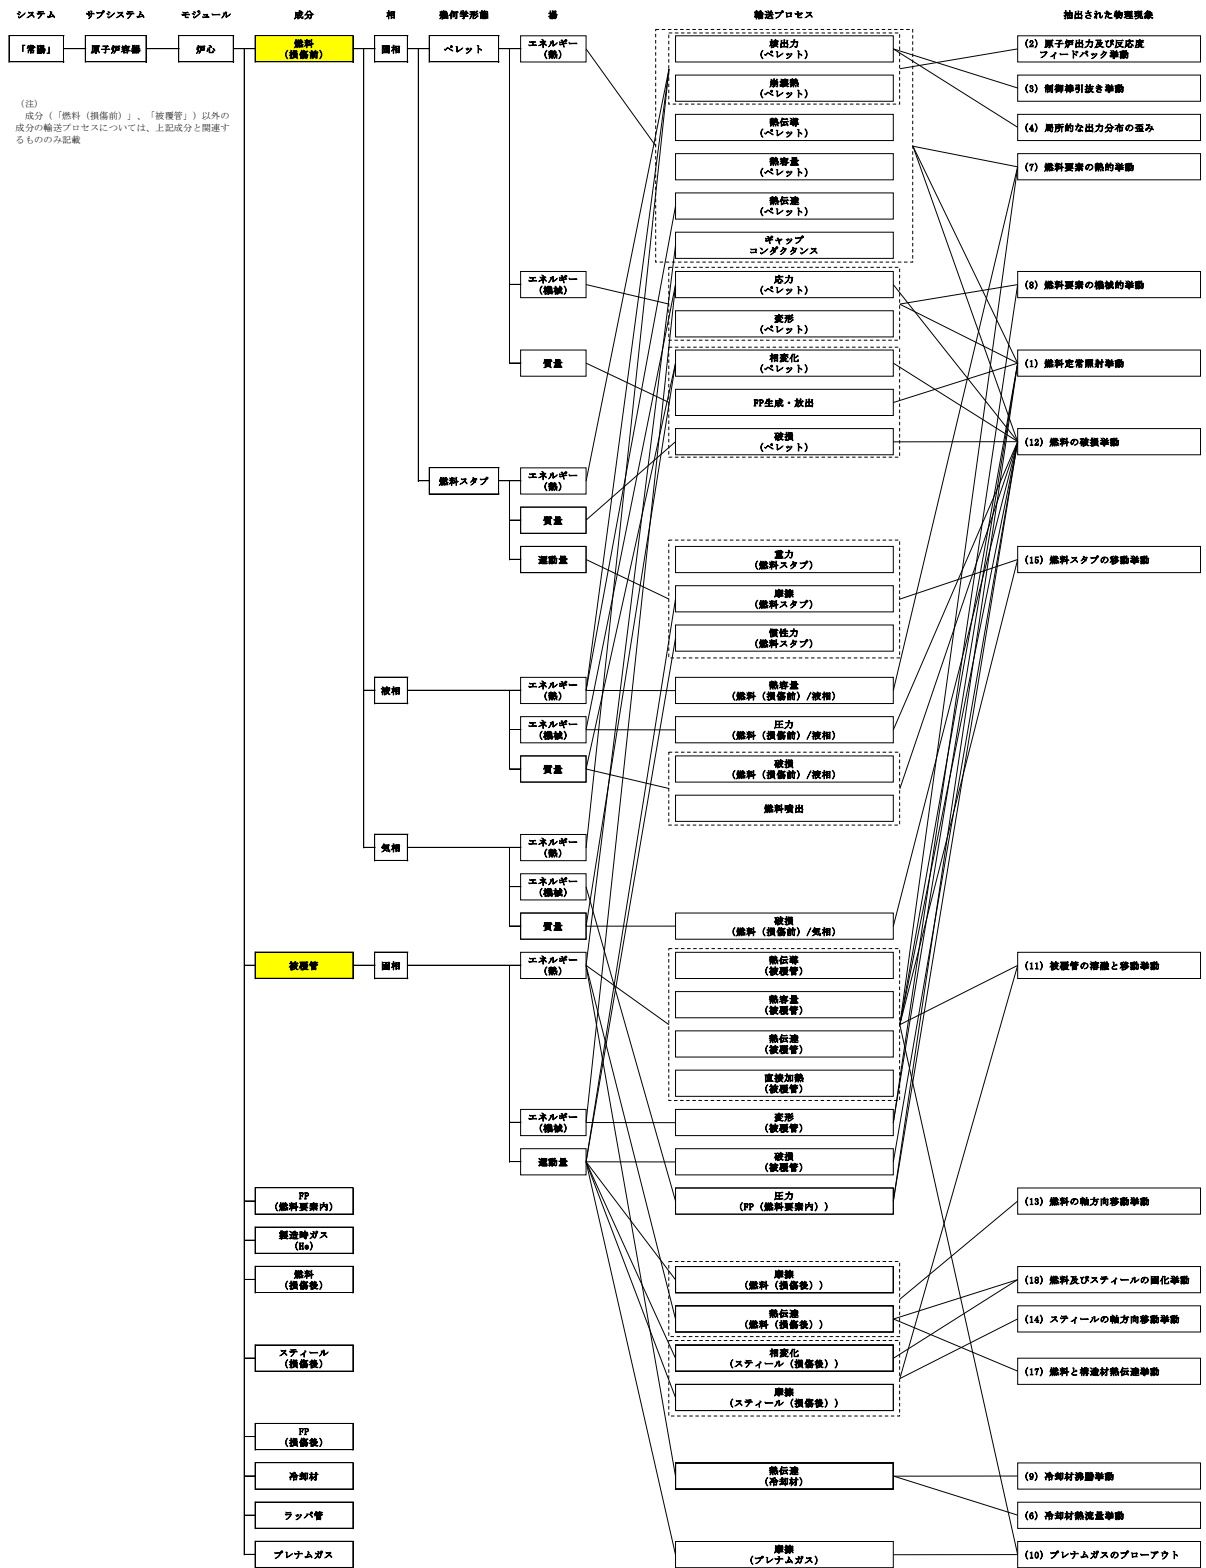 システム サブシステム モジュール 成分 相 幾何学形態 場 輸送プロセス 抽出された物理現象
「常陽」 原子炉容器 炉心 燃料 固相 ペレット エネルギー 核出力 (2) 原子炉出力及び反応度
(損傷前) (熱) (ペレット) フィードバック挙動
崩壊熱 (3) 制御棒引抜き挙動
(ペレット)
(注)
成分(「燃料(損傷前)」、「被覆管」)以外の
成分の輸送プロセスについては、上記成分と関連す
るもののみ記載
熱伝導 (4) 局所的な出力分布の歪み
(ペレット)
熱容量 (7) 燃料要素の熱的挙動
(ペレット)
熱伝達
(ペレット)
ギャップ
コンダクタンス
エネルギー 応力 (8) 燃料要素の機械的挙動
(機械) (ペレット)
変形
(ペレット)
質量 相変化 (1) 燃料定常照射挙動
(ペレット)
FP生成・放出
破損 (12) 燃料の破損挙動
(ペレット)
燃料スタブ エネルギー
(熱)
質量
運動量 重力 (15) 燃料スタブの移動挙動
(燃料スタブ)
摩擦
(燃料スタブ)
慣性力
(燃料スタブ)
液相 エネルギー 熱容量
(熱) (燃料(損傷前)/液相)
エネルギー 圧力
(機械) (燃料(損傷前)/液相)
質量 破損
(燃料(損傷前)/液相)
燃料噴出
気相 エネルギー
(熱)
エネルギー
(機械)
質量 破損
(燃料(損傷前)/気相)
被覆管 固相 エネルギー 熱伝導 (11) 被覆管の溶融と移動挙動
(熱) (被覆管)
熱容量
(被覆管)
熱伝達
(被覆管)
直接加熱
(被覆管)
エネルギー 変形
(機械) (被覆管)
運動量 破損
(被覆管)
FP 圧力 (13) 燃料の軸方向移動挙動
(燃料要素内) (FP(燃料要素内))
製造時ガス
(He)
燃料 摩擦 (18) 燃料及びスティールの固化挙動
(損傷後) (燃料(損傷後))
熱伝達 (14) スティールの軸方向移動挙動
(燃料(損傷後))
スティール 相変化 (17) 燃料と構造材熱伝達挙動
(損傷後) (スティール(損傷後))
摩擦
(スティール(損傷後))
FP
(損傷後)
冷却材 熱伝達 (9) 冷却材沸騰挙動
(冷却材)
ラッパ管 (6) 冷却材熱流量挙動
プレナムガス 摩擦 (10) プレナムガスのブローアウト
(プレナムガス)